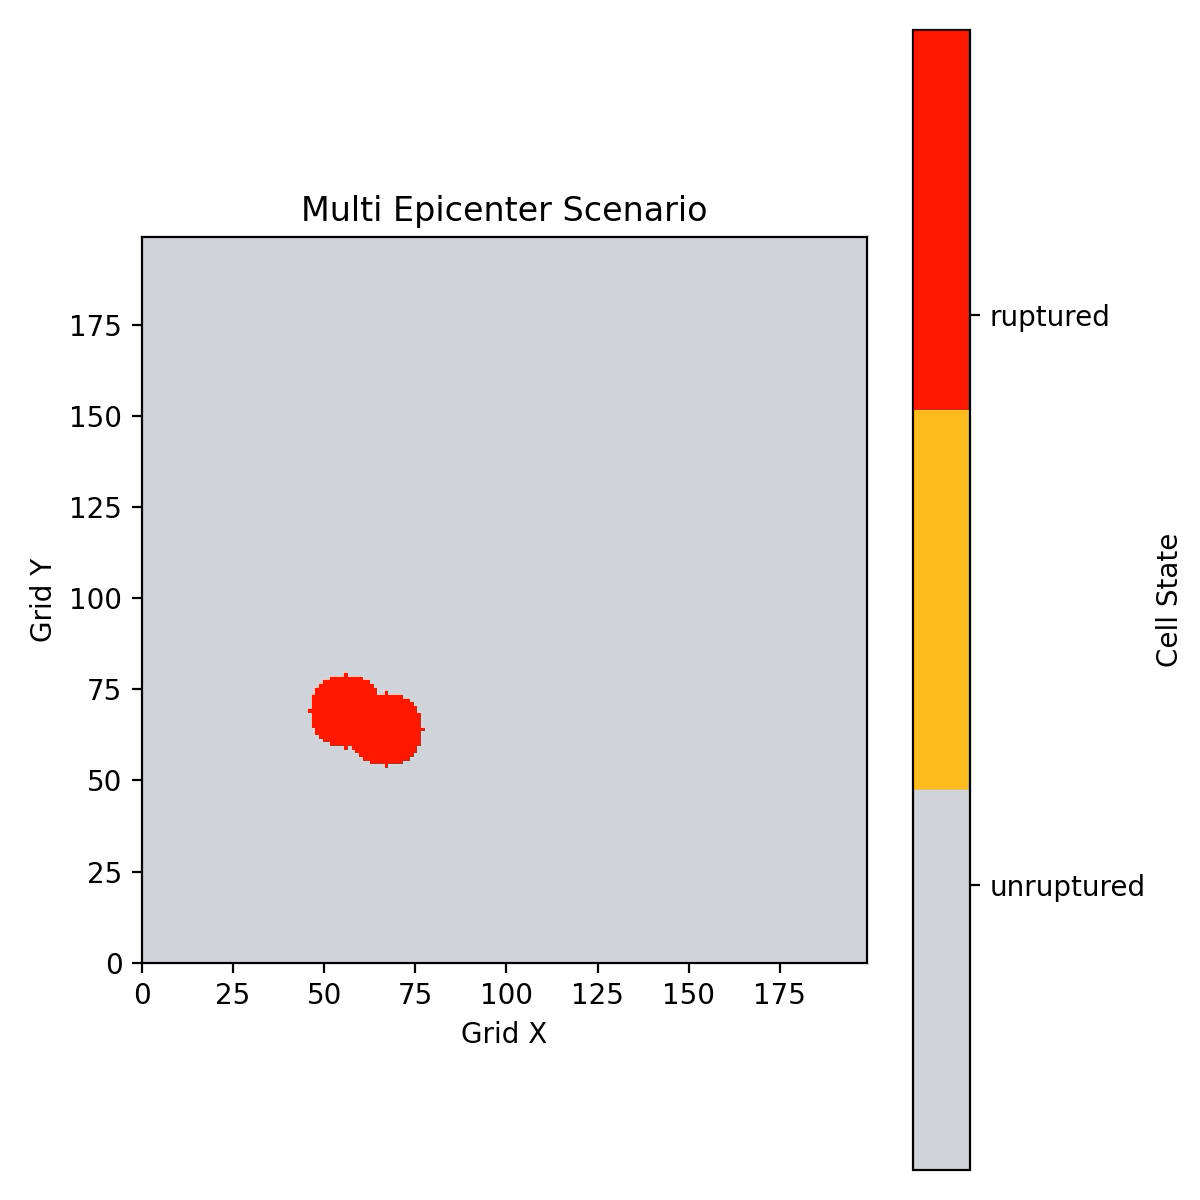 Multi Epicenter Scenario
Grid Y
175
150
125
100
75
50
25
0
0 25 50 75 100 125 150 175
Grid X
ruptured
unruptured
Cell State